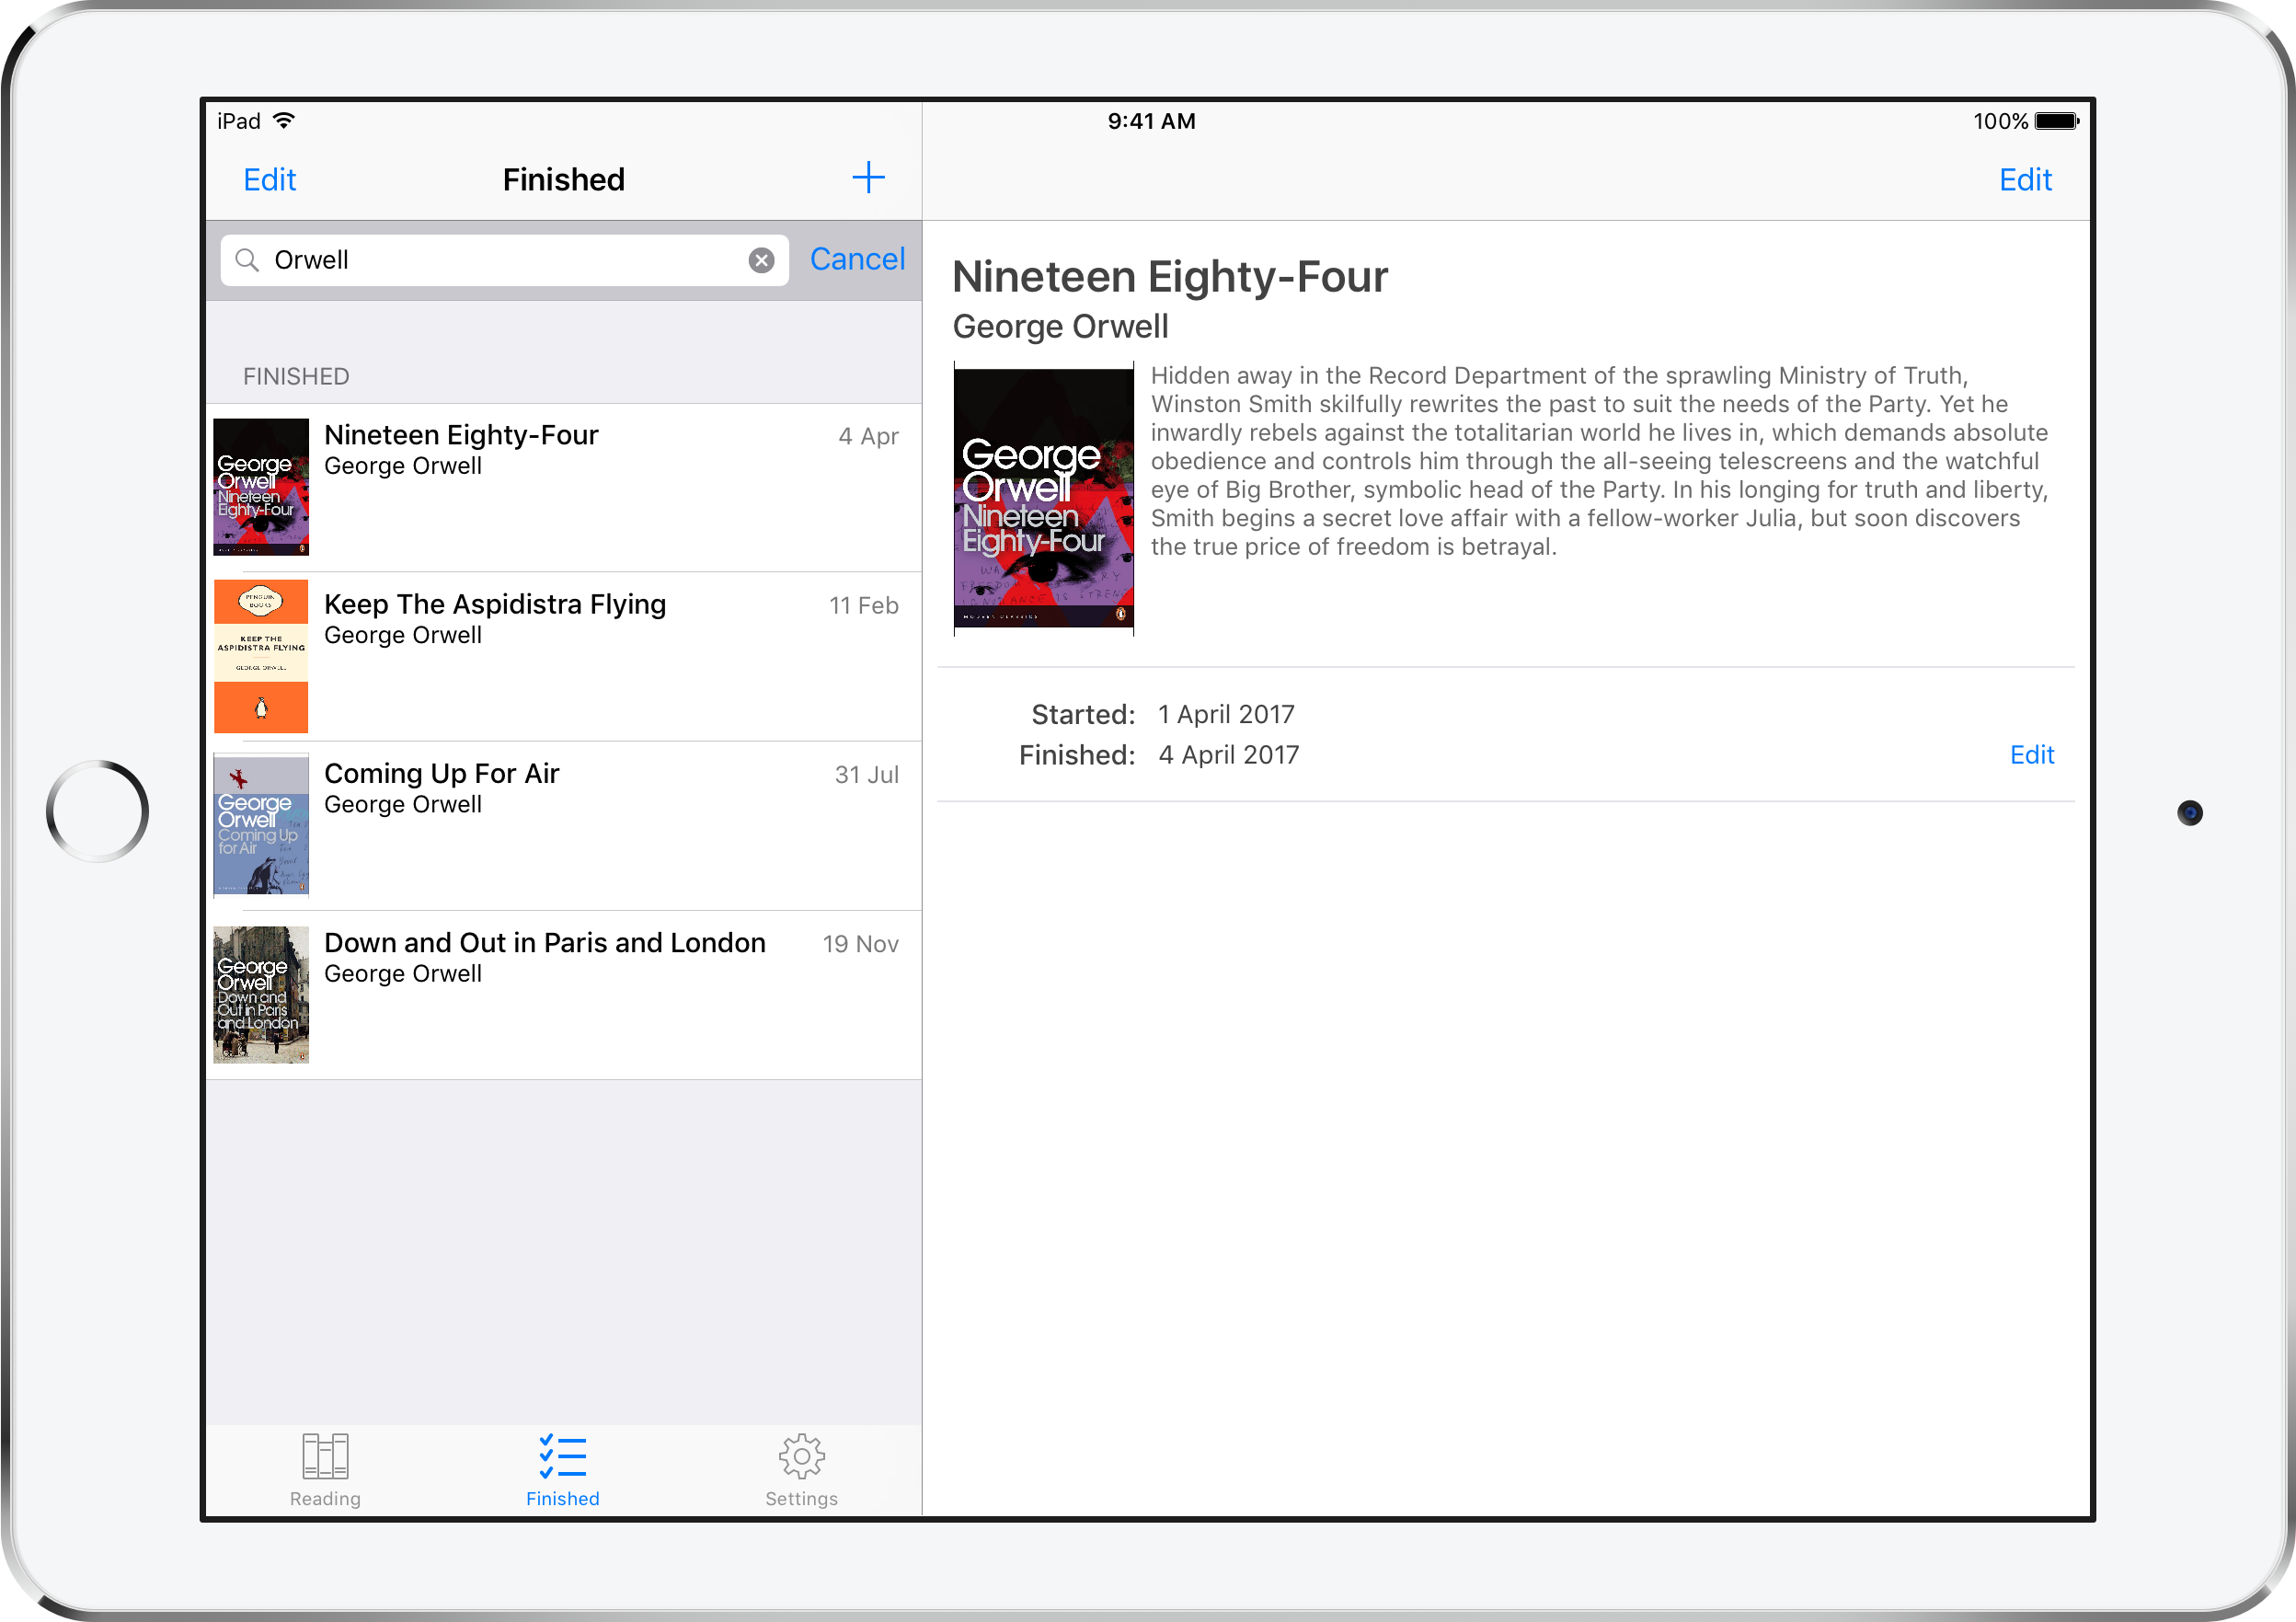 iPad
9:41 AM
100%
Edit
Finished
+
Edit
Orwell
Cancel
FINISHED
George
Orwell
Nineteen
Eighty-Four
Nineteen Eighty-Four
4 Apr
George Orwell
PENGUIN
BOOKS
KEEP THE
ASPIDISTRA FLYING
GEORGE ORWELL
Keep The Aspidistra Flying
11 Feb
George Orwell
George
Orwell
Coming Up
for Air
Coming Up For Air
31 Jul
George Orwell
George
Orwell
Down and
Out in Paris
and London
Down and Out in Paris and London
19 Nov
George Orwell
Reading
Finished
Settings
Nineteen Eighty-Four
George Orwell
George
Orwell
Nineteen
Eighty-Four
MODERN CLASSICS
Hidden away in the Record Department of the sprawling Ministry of Truth,
Winston Smith skilfully rewrites the past to suit the needs of the Party. Yet he
inwardly rebels against the totalitarian world he lives in, which demands absolute
obedience and controls him through the all-seeing telescreens and the watchful
eye of Big Brother, symbolic head of the Party. In his longing for truth and liberty,
Smith begins a secret love affair with a fellow-worker Julia, but soon discovers
the true price of freedom is betrayal.
Started: 1 April 2017
Finished: 4 April 2017
Edit